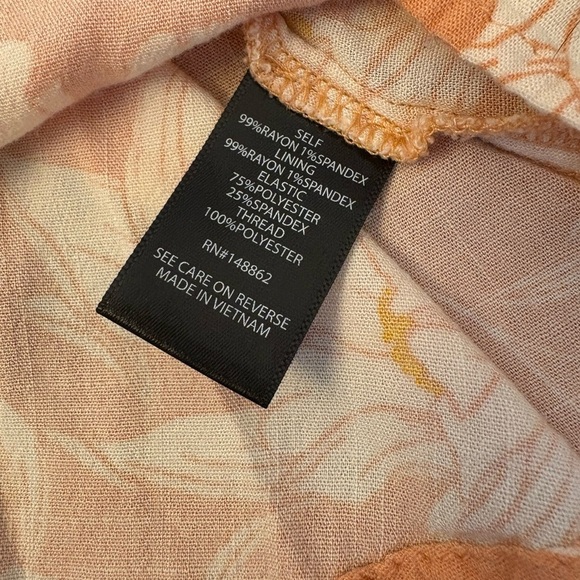 SELF
99%RAYON 1%SPANDEX
LINING
99%RAYON 1%SPANDEX
ELASTIC
75%POLYESTER
25%SPANDEX
THREAD
100%POLYESTER
RN#148862
SEE CARE ON REVERSE
MADE IN VIETNAM